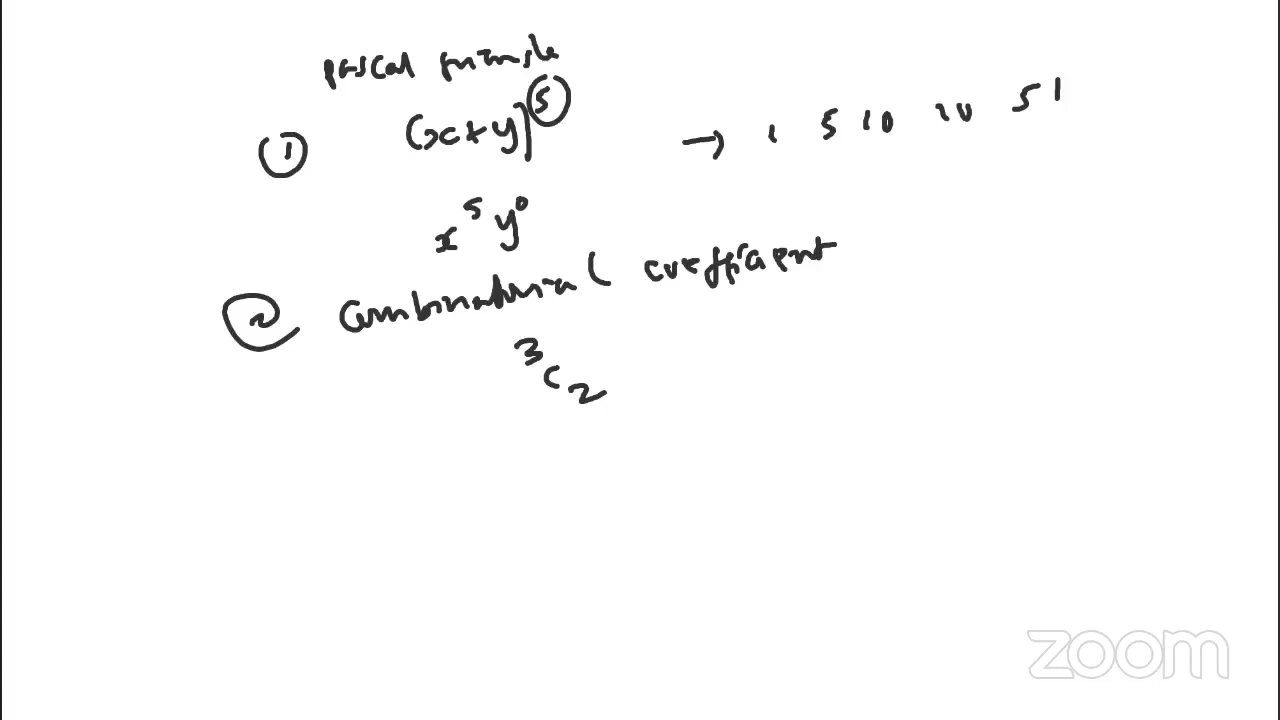 pascal triangle
① (x+y)⁵ → 1 5 10 10 5 1
x⁵y⁰
② combinatorial coefficient
³C₂
zoom